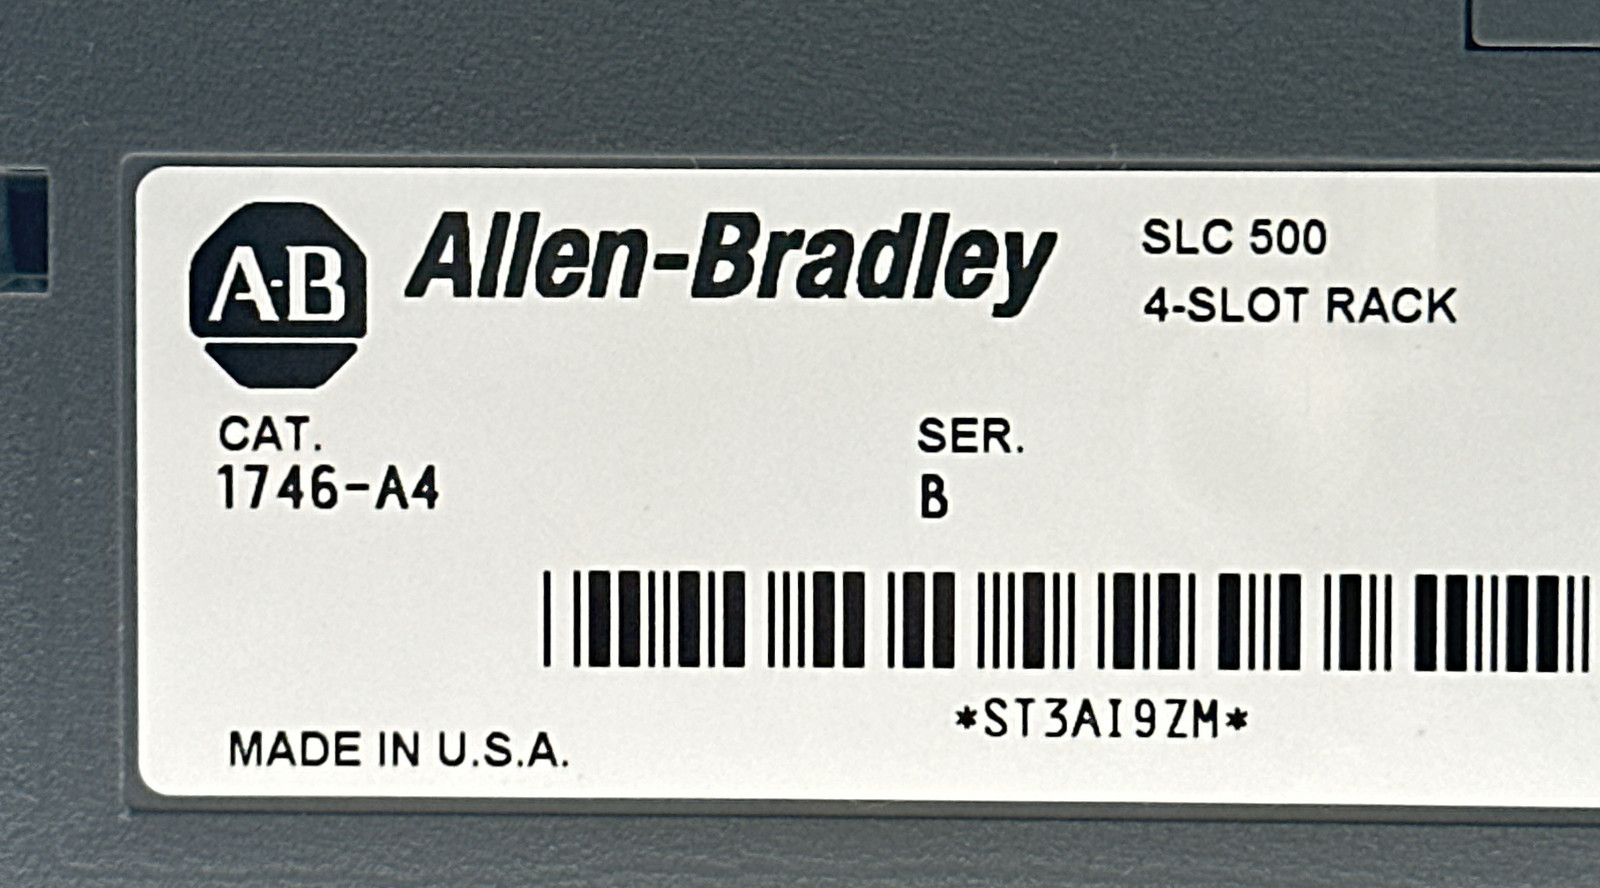 A-B Allen-Bradley
SLC 500
4-SLOT RACK
CAT.
1746-A4
SER.
B
*ST3AI9ZM*
MADE IN U.S.A.